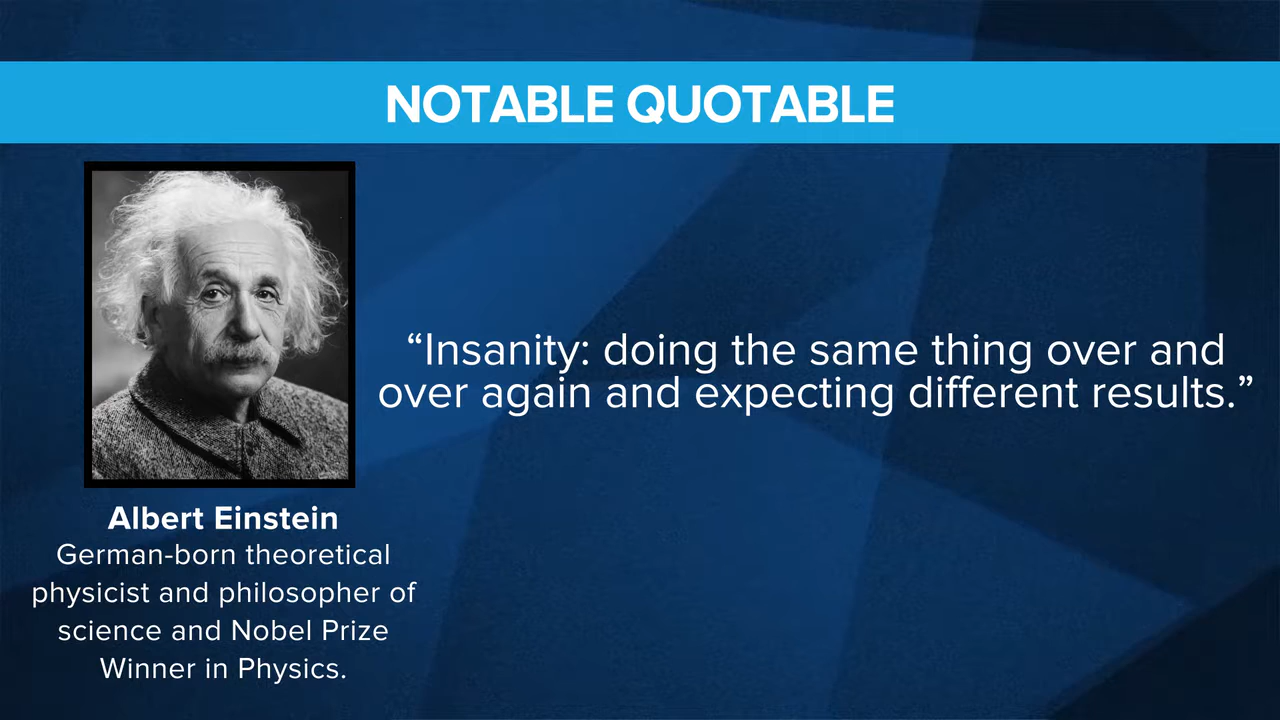 NOTABLE QUOTABLE
“Insanity: doing the same thing over and
over again and expecting different results.”
Albert Einstein
German-born theoretical
physicist and philosopher of
science and Nobel Prize
Winner in Physics.